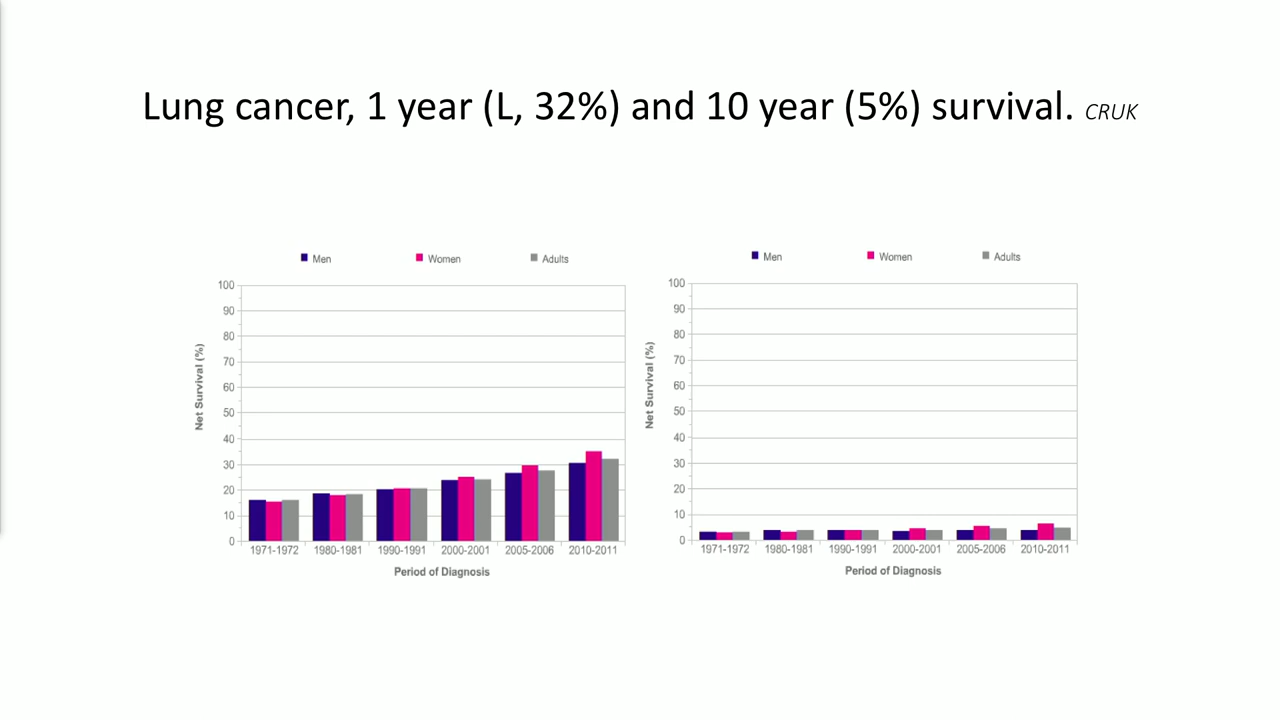 Lung cancer, 1 year (L, 32%) and 10 year (5%) survival. CRUK
Men Women Adults
100
90
80
70
60
50
40
30
20
10
0
Net Survival (%)
1971-1972 1980-1981 1990-1991 2000-2001 2005-2006 2010-2011
Period of Diagnosis
Men Women Adults
100
90
80
70
60
50
40
30
20
10
0
Net Survival (%)
1971-1972 1980-1981 1990-1991 2000-2001 2005-2006 2010-2011
Period of Diagnosis